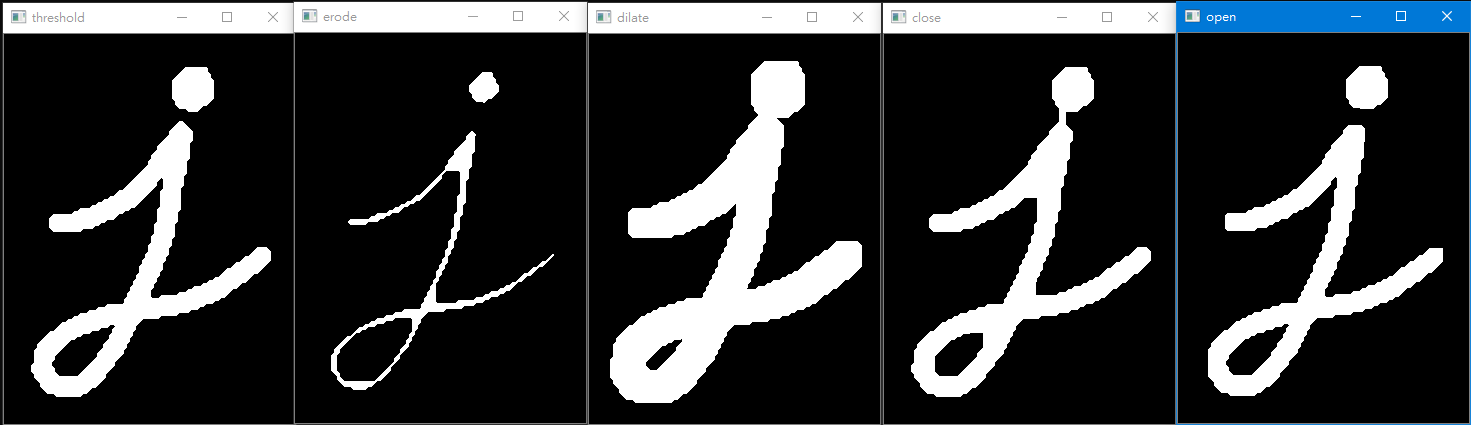 threshold
erode
dilate
close
open
j
j
j
j
j